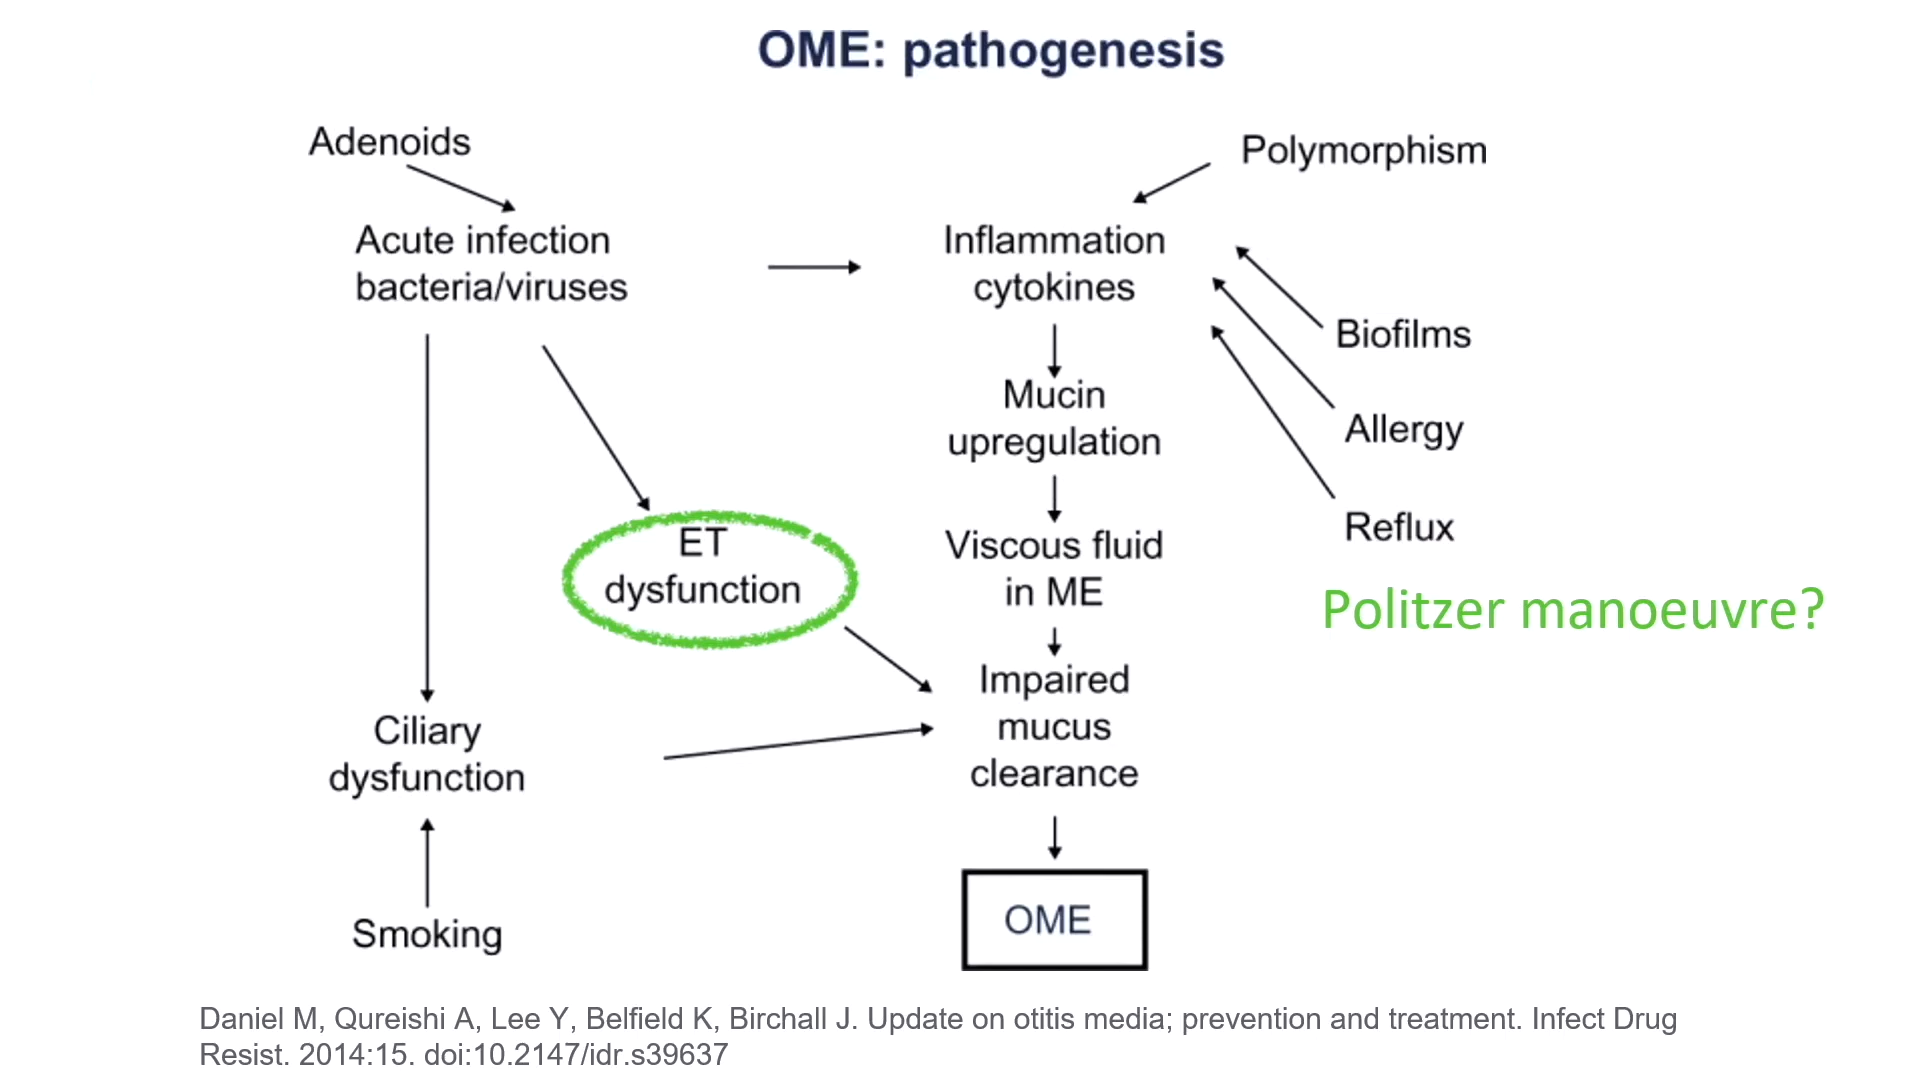 OME: pathogenesis
Adenoids
Polymorphism
Acute infection
bacteria/viruses
Inflammation
cytokines
Biofilms
Mucin
upregulation
Allergy
Reflux
ET
dysfunction
Viscous fluid
in ME
Politzer manoeuvre?
Impaired
mucus
clearance
Ciliary
dysfunction
Smoking
OME
Daniel M, Qureishi A, Lee Y, Belfield K, Birchall J. Update on otitis media; prevention and treatment. Infect Drug
Resist. 2014:15. doi:10.2147/idr.s39637